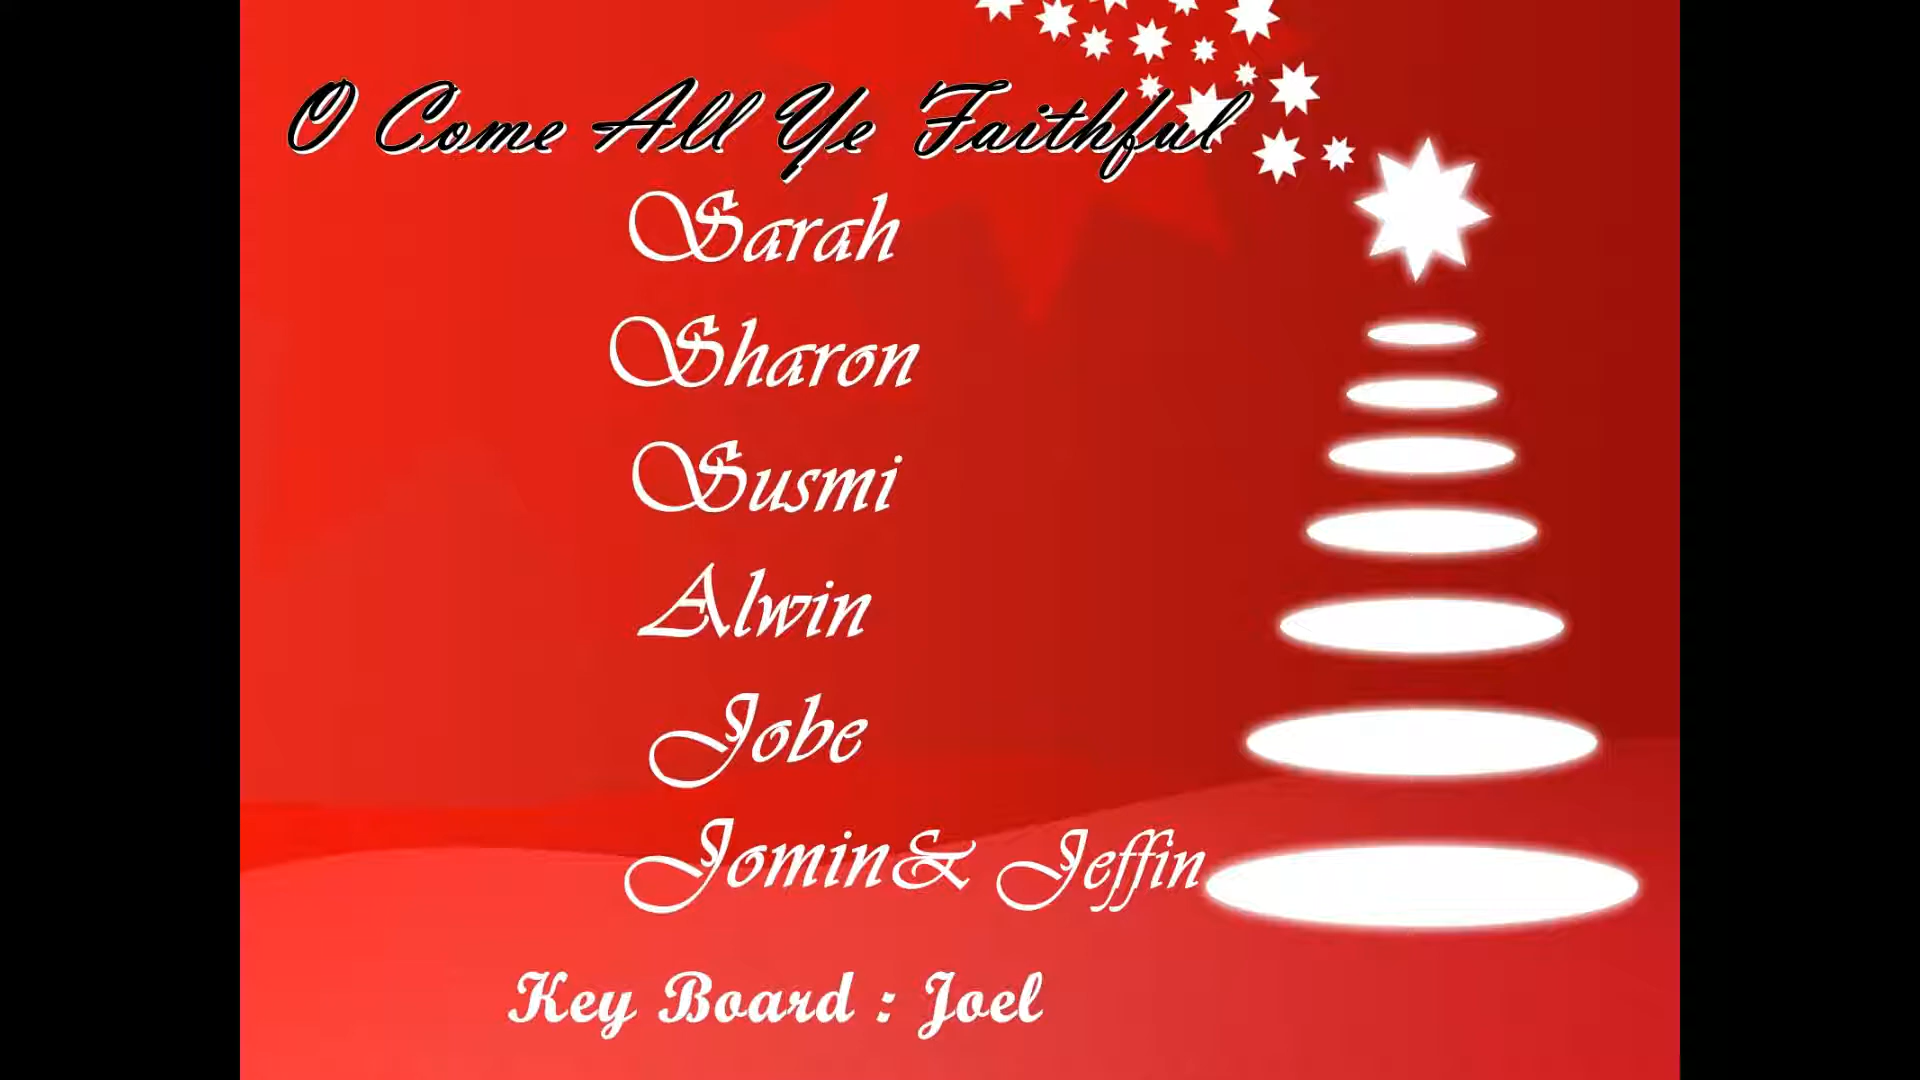 O Come All Ye Faithful
Sarah
Sharon
Susmi
Alwin
Jobe
Jomin & Jeffin
Key Board : Joel